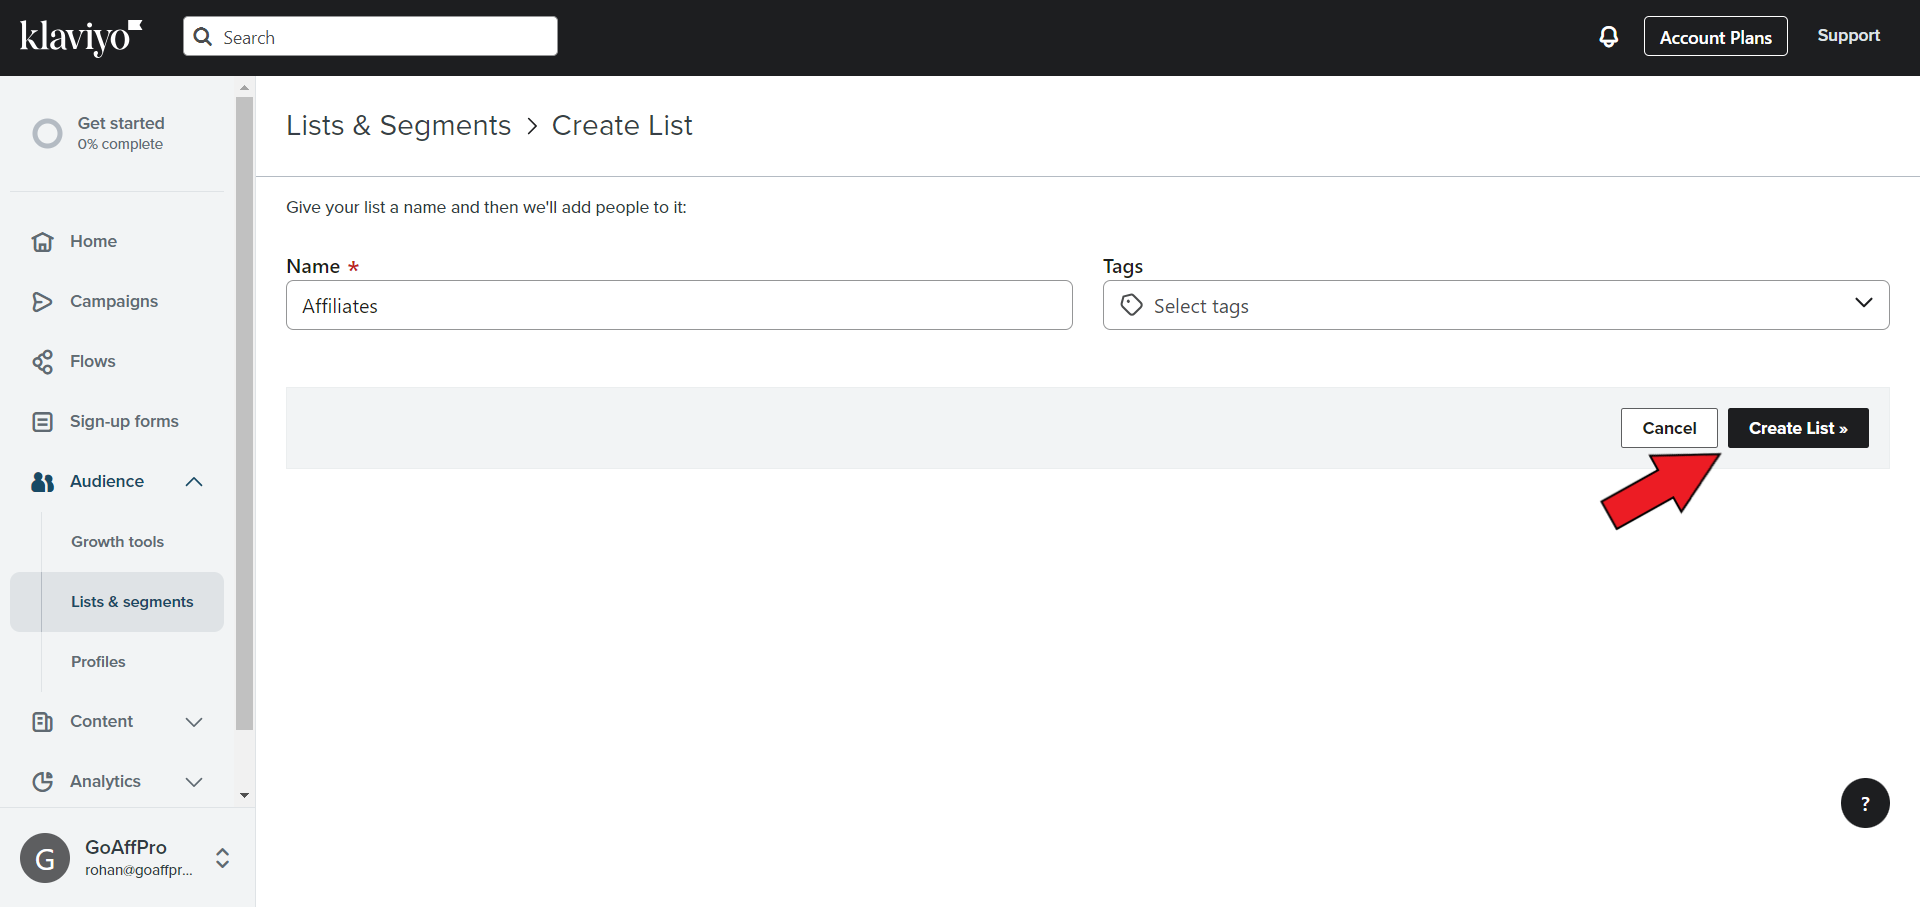 klaviyo
Search
Account Plans
Support
Get started
0% complete
Home
Campaigns
Flows
Sign-up forms
Audience
Growth tools
Lists & segments
Profiles
Content
Analytics
GoAffPro
G
rohan@goaffpr...
Lists & Segments > Create List
Give your list a name and then we'll add people to it:
Name *
Affiliates
Tags
Select tags
Cancel
Create List »
?